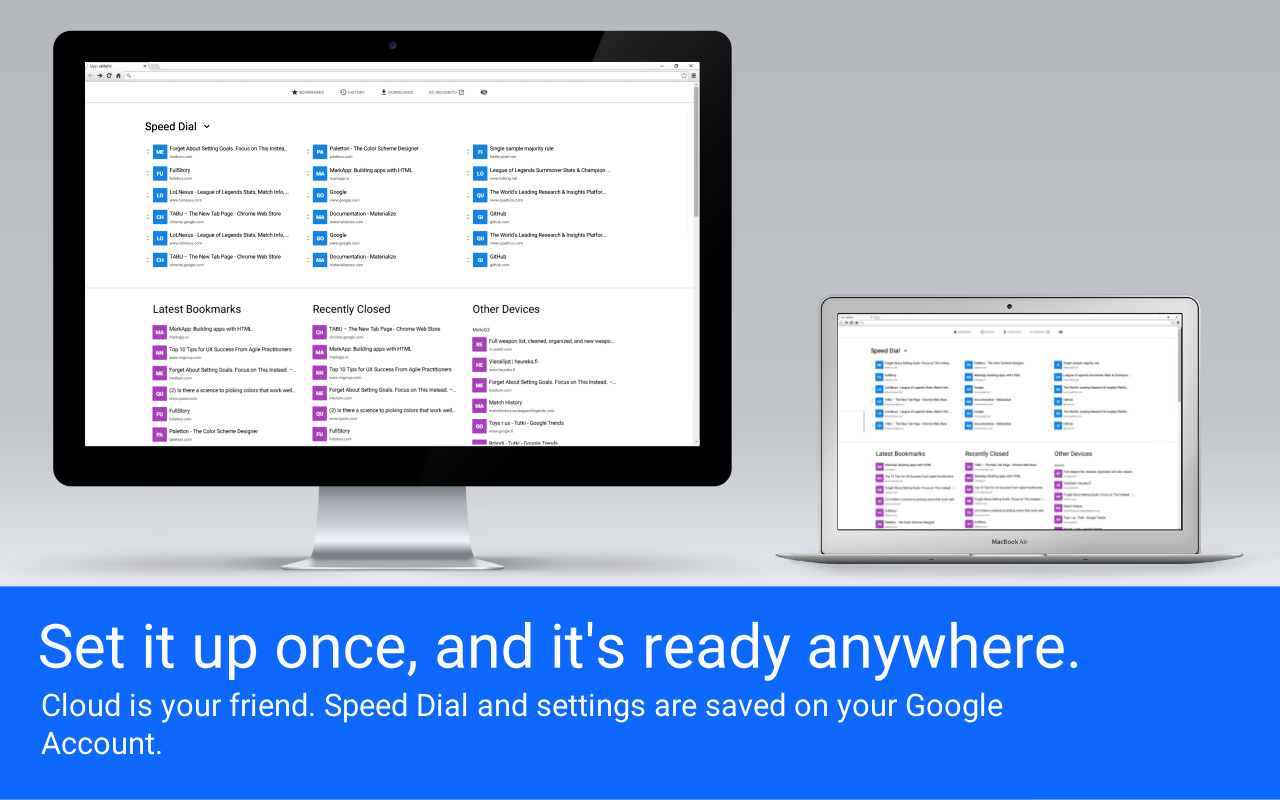 Uusi välilehti
BOOKMARKS HISTORY DOWNLOADS GO INCOGNITO
Speed Dial
ME Forget About Setting Goals. Focus on This Instea...
medium.com
FU FullStory
fullstory.com
LO LoLNexus - League of Legends Stats, Match Info, ...
www.lolnexus.com
CH TABU – The New Tab Page - Chrome Web Store
chrome.google.com
LO LoLNexus - League of Legends Stats, Match Info, ...
www.lolnexus.com
CH TABU – The New Tab Page - Chrome Web Store
chrome.google.com
PA Paletton - The Color Scheme Designer
paletton.com
MA MarkApp: Building apps with HTML
markapp.io
GO Google
www.google.com
MA Documentation - Materialize
materializecss.com
GO Google
www.google.com
MA Documentation - Materialize
materializecss.com
FI Single sample majority rule
LO League of Legends Summoner Stats & Champion ...
www.lolking.net
QU The World's Leading Research & Insights Platfor...
www.qualtrics.com
GI GitHub
github.com
QU The World's Leading Research & Insights Platfor...
www.qualtrics.com
GI GitHub
github.com
Latest Bookmarks
MA MarkApp: Building apps with HTML
markapp.io
NN Top 10 Tips for UX Success From Agile Practitioners
www.nngroup.com
ME Forget About Setting Goals. Focus on This Instead. –...
medium.com
QU (2) Is there a science to picking colors that work well...
www.quora.com
FU FullStory
fullstory.com
PA Paletton - The Color Scheme Designer
paletton.com
Recently Closed
CH TABU – The New Tab Page - Chrome Web Store
chrome.google.com
MA MarkApp: Building apps with HTML
markapp.io
NN Top 10 Tips for UX Success From Agile Practitioners
www.nngroup.com
ME Forget About Setting Goals. Focus on This Instead. –...
medium.com
QU (2) Is there a science to picking colors that work well...
www.quora.com
FU FullStory
fullstory.com
Other Devices
MotoG3
RE Full weapon list, cleaned, organized, and new weapo...
m.reddit.com
HE Vierailijat | heureka.fi
www.heureka.fi
ME Forget About Setting Goals. Focus on This Instead. –...
medium.com
MA Match History
matchhistory.na.leagueoflegends.com
GO Toys r us - Tutki - Google Trends
www.google.fi
Brändi - Tutki - Google Trends
Speed Dial
Latest Bookmarks
Recently Closed
Other Devices
MacBook Air
Set it up once, and it's ready anywhere.
Cloud is your friend. Speed Dial and settings are saved on your Google
Account.